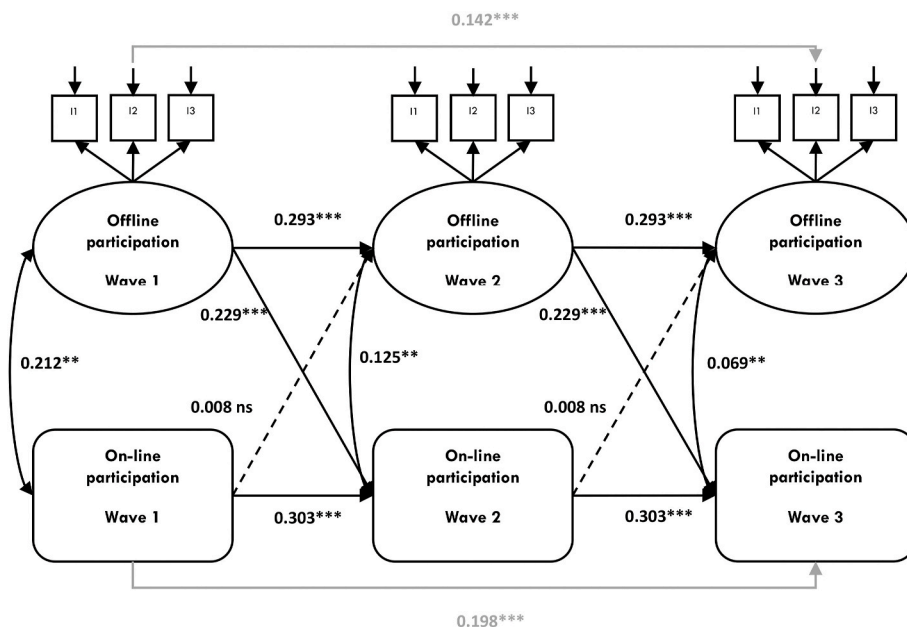 0.142***
I1 I2 I3 I1 I2 I3 I1 I2 I3
Offline
participation
Wave 1
0.293***
Offline
participation
Wave 2
0.293***
Offline
participation
Wave 3
0.229***
0.229***
0.212**
0.125**
0.069**
0.008 ns
0.008 ns
On-line
participation
Wave 1
0.303***
On-line
participation
Wave 2
0.303***
On-line
participation
Wave 3
0.198***